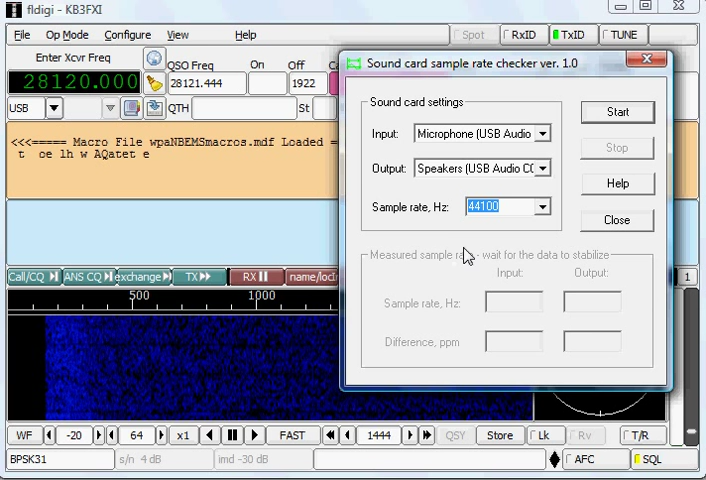 fldigi - KB3FXI
File Op Mode Configure View Help Spot RxID TxID TUNE
Enter Xcvr Freq
QSO Freq On Off
28120.000 28121.444 1922
USB QTH St
<<<===== Macro File wpaNBEMSmacros.mdf Loaded =
t oe lh w AQatet e
Sound card sample rate checker ver. 1.0
Sound card settings
Input: Microphone (USB Audio
Output: Speakers (USB Audio CO
Sample rate, Hz: 44100
Start
Stop
Help
Close
Measured sample - wait for the data to stabilize
Input: Output:
Sample rate, Hz:
Difference, ppm
Call/CQ ANS CQ exchange TX RX name/locIn 1
500 1000
WF -20 64 x1 FAST 1444 QSY Store Lk Rv T/R
BPSK31 s/n 4 dB imd -30 dB AFC SQL